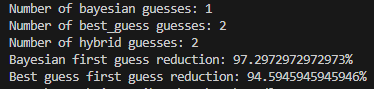 Number of bayesian guesses: 1
Number of best_guess guesses: 2
Number of hybrid guesses: 2
Bayesian first guess reduction: 97.2972972972973%
Best guess first guess reduction: 94.5945945945946%